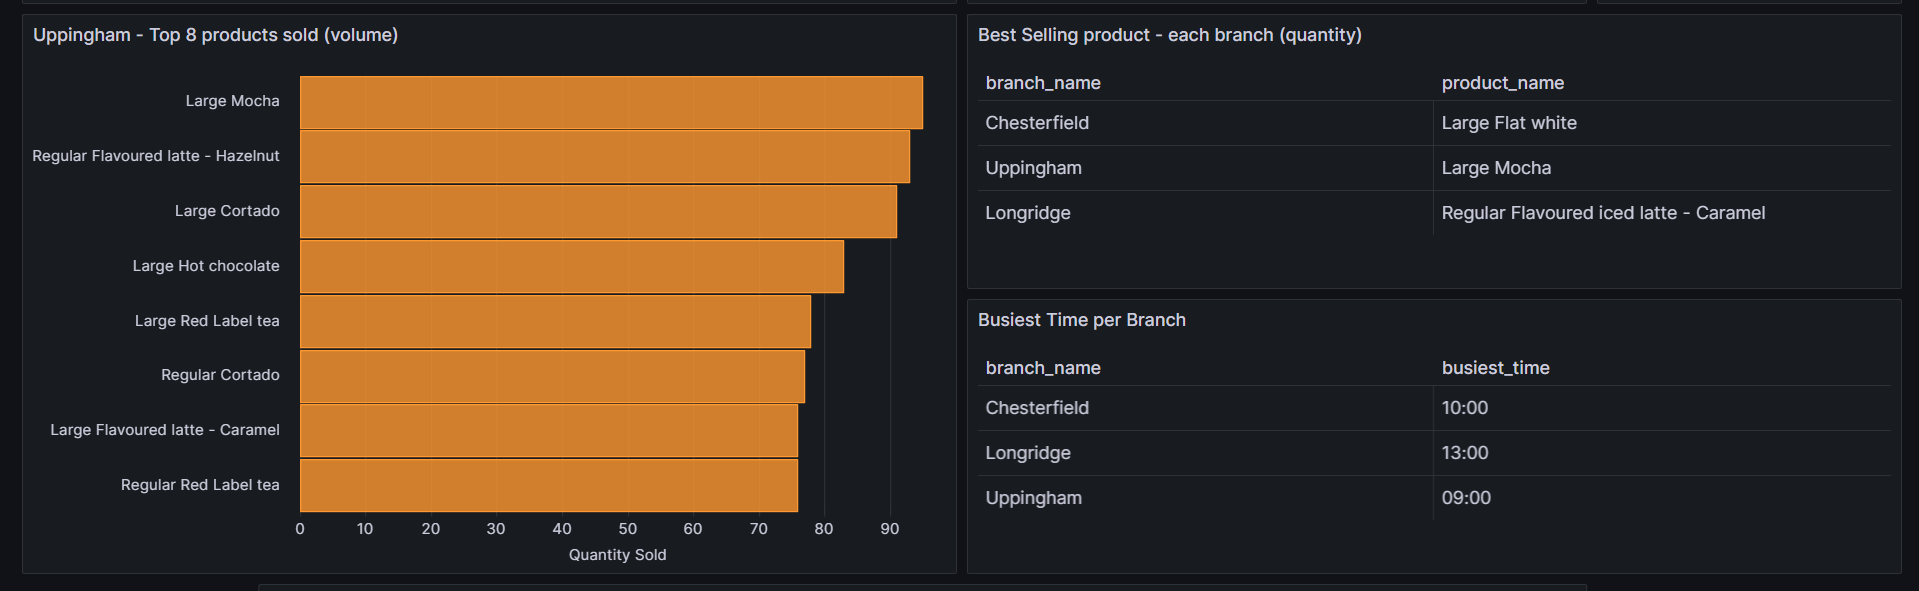 Uppingham - Top 8 products sold (volume)
Large Mocha
Regular Flavoured latte - Hazelnut
Large Cortado
Large Hot chocolate
Large Red Label tea
Regular Cortado
Large Flavoured latte - Caramel
Regular Red Label tea
0 10 20 30 40 50 60 70 80 90
Quantity Sold
Best Selling product - each branch (quantity)
branch_name product_name
Chesterfield Large Flat white
Uppingham Large Mocha
Longridge Regular Flavoured iced latte - Caramel
Busiest Time per Branch
branch_name busiest_time
Chesterfield 10:00
Longridge 13:00
Uppingham 09:00